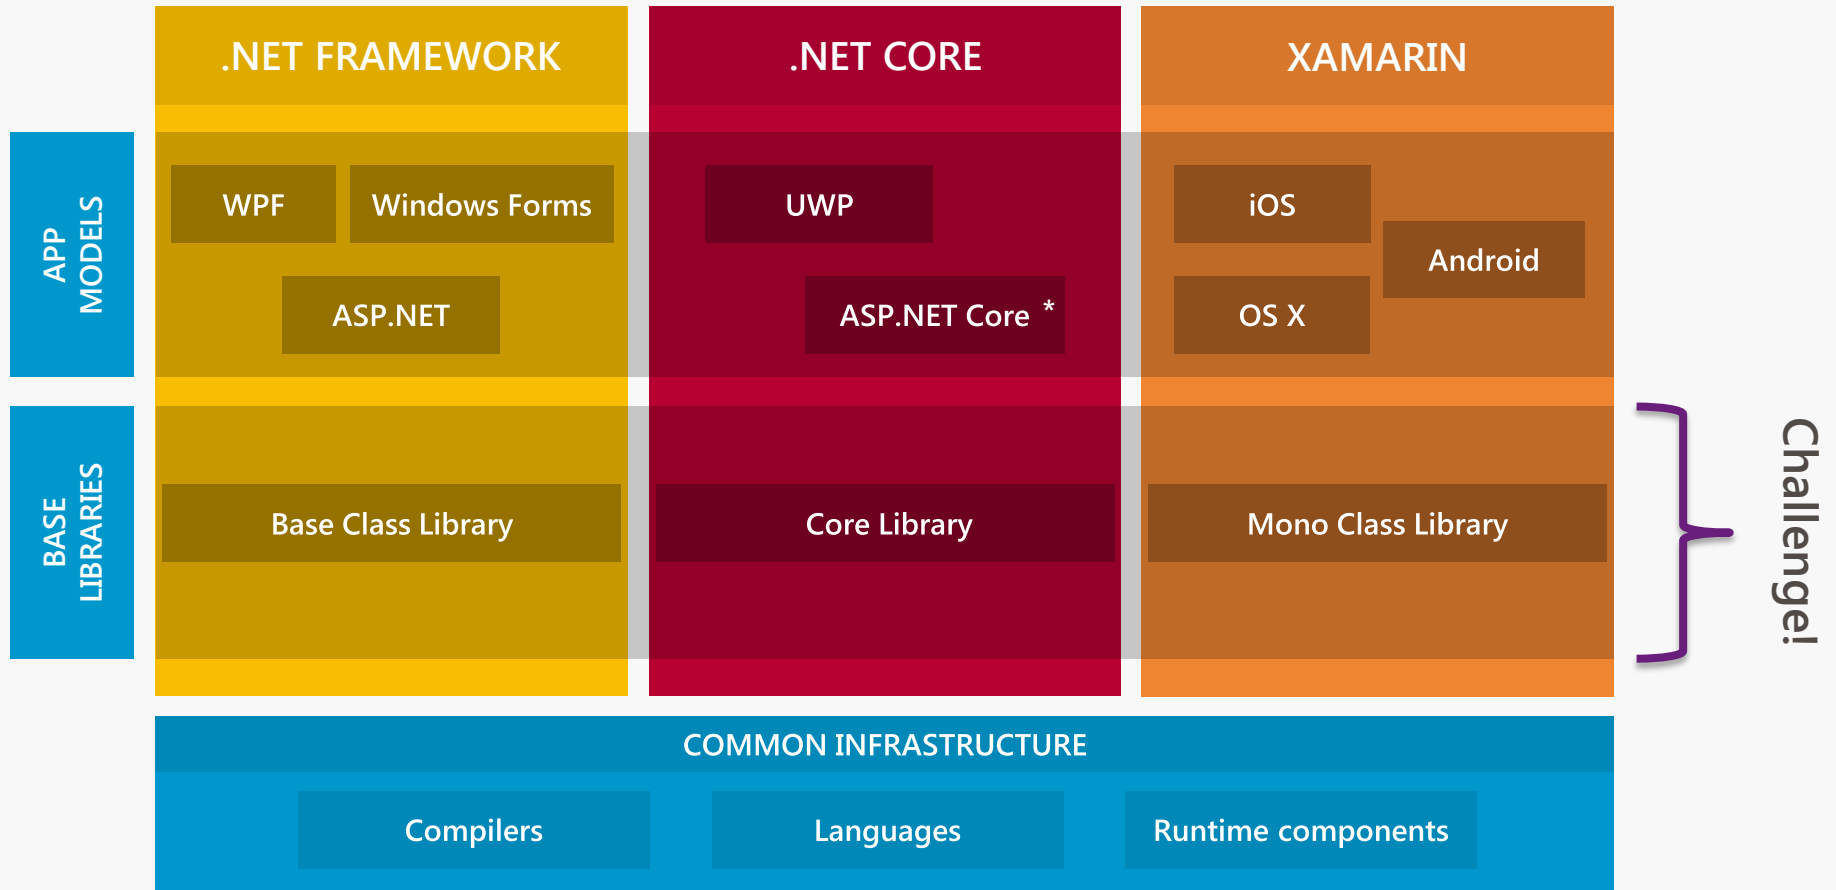 .NET FRAMEWORK
.NET CORE
XAMARIN
APP
MODELS
WPF
Windows Forms
ASP.NET
UWP
ASP.NET Core *
iOS
Android
OS X
BASE
LIBRARIES
Base Class Library
Core Library
Mono Class Library
Challenge!
COMMON INFRASTRUCTURE
Compilers
Languages
Runtime components